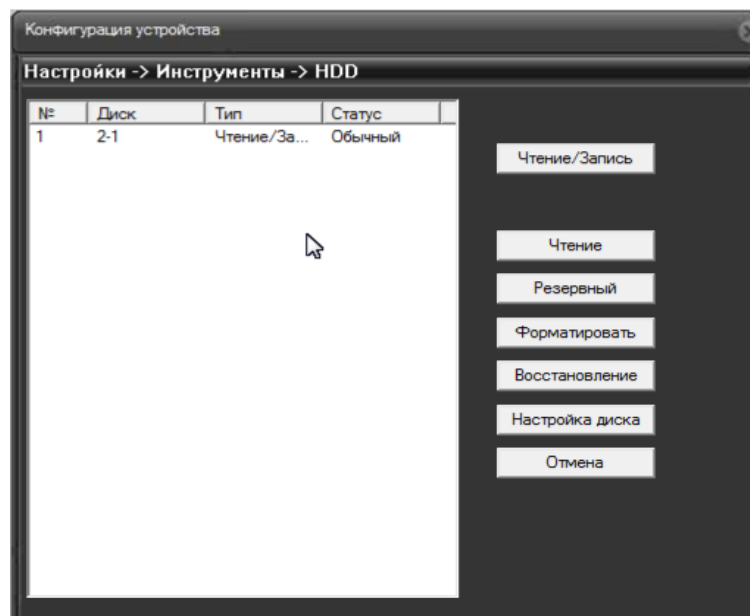 Конфигурация устройства
Настройки -> Инструменты -> HDD
№ Диск Тип Статус
1 2-1 Чтение/За... Обычный
Чтение/Запись
Чтение
Резервный
Форматировать
Восстановление
Настройка диска
Отмена